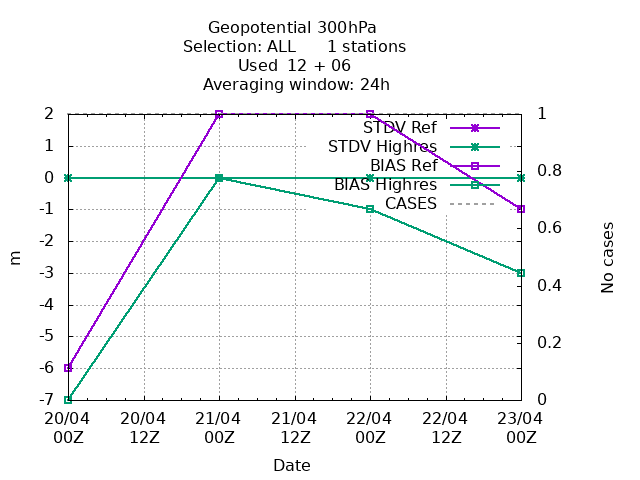 Geopotential 300hPa
Selection: ALL      1 stations
Used  12 + 06
Averaging window: 24h
2
1
0
-1
-2
-3
-4
-5
-6
-7
m
1
0.8
0.6
0.4
0.2
0
No cases
STDV Ref
STDV Highres
BIAS Ref
BIAS Highres
CASES
20/04 20/04 21/04 21/04 22/04 22/04 23/04
00Z 12Z 00Z 12Z 00Z 12Z 00Z
Date